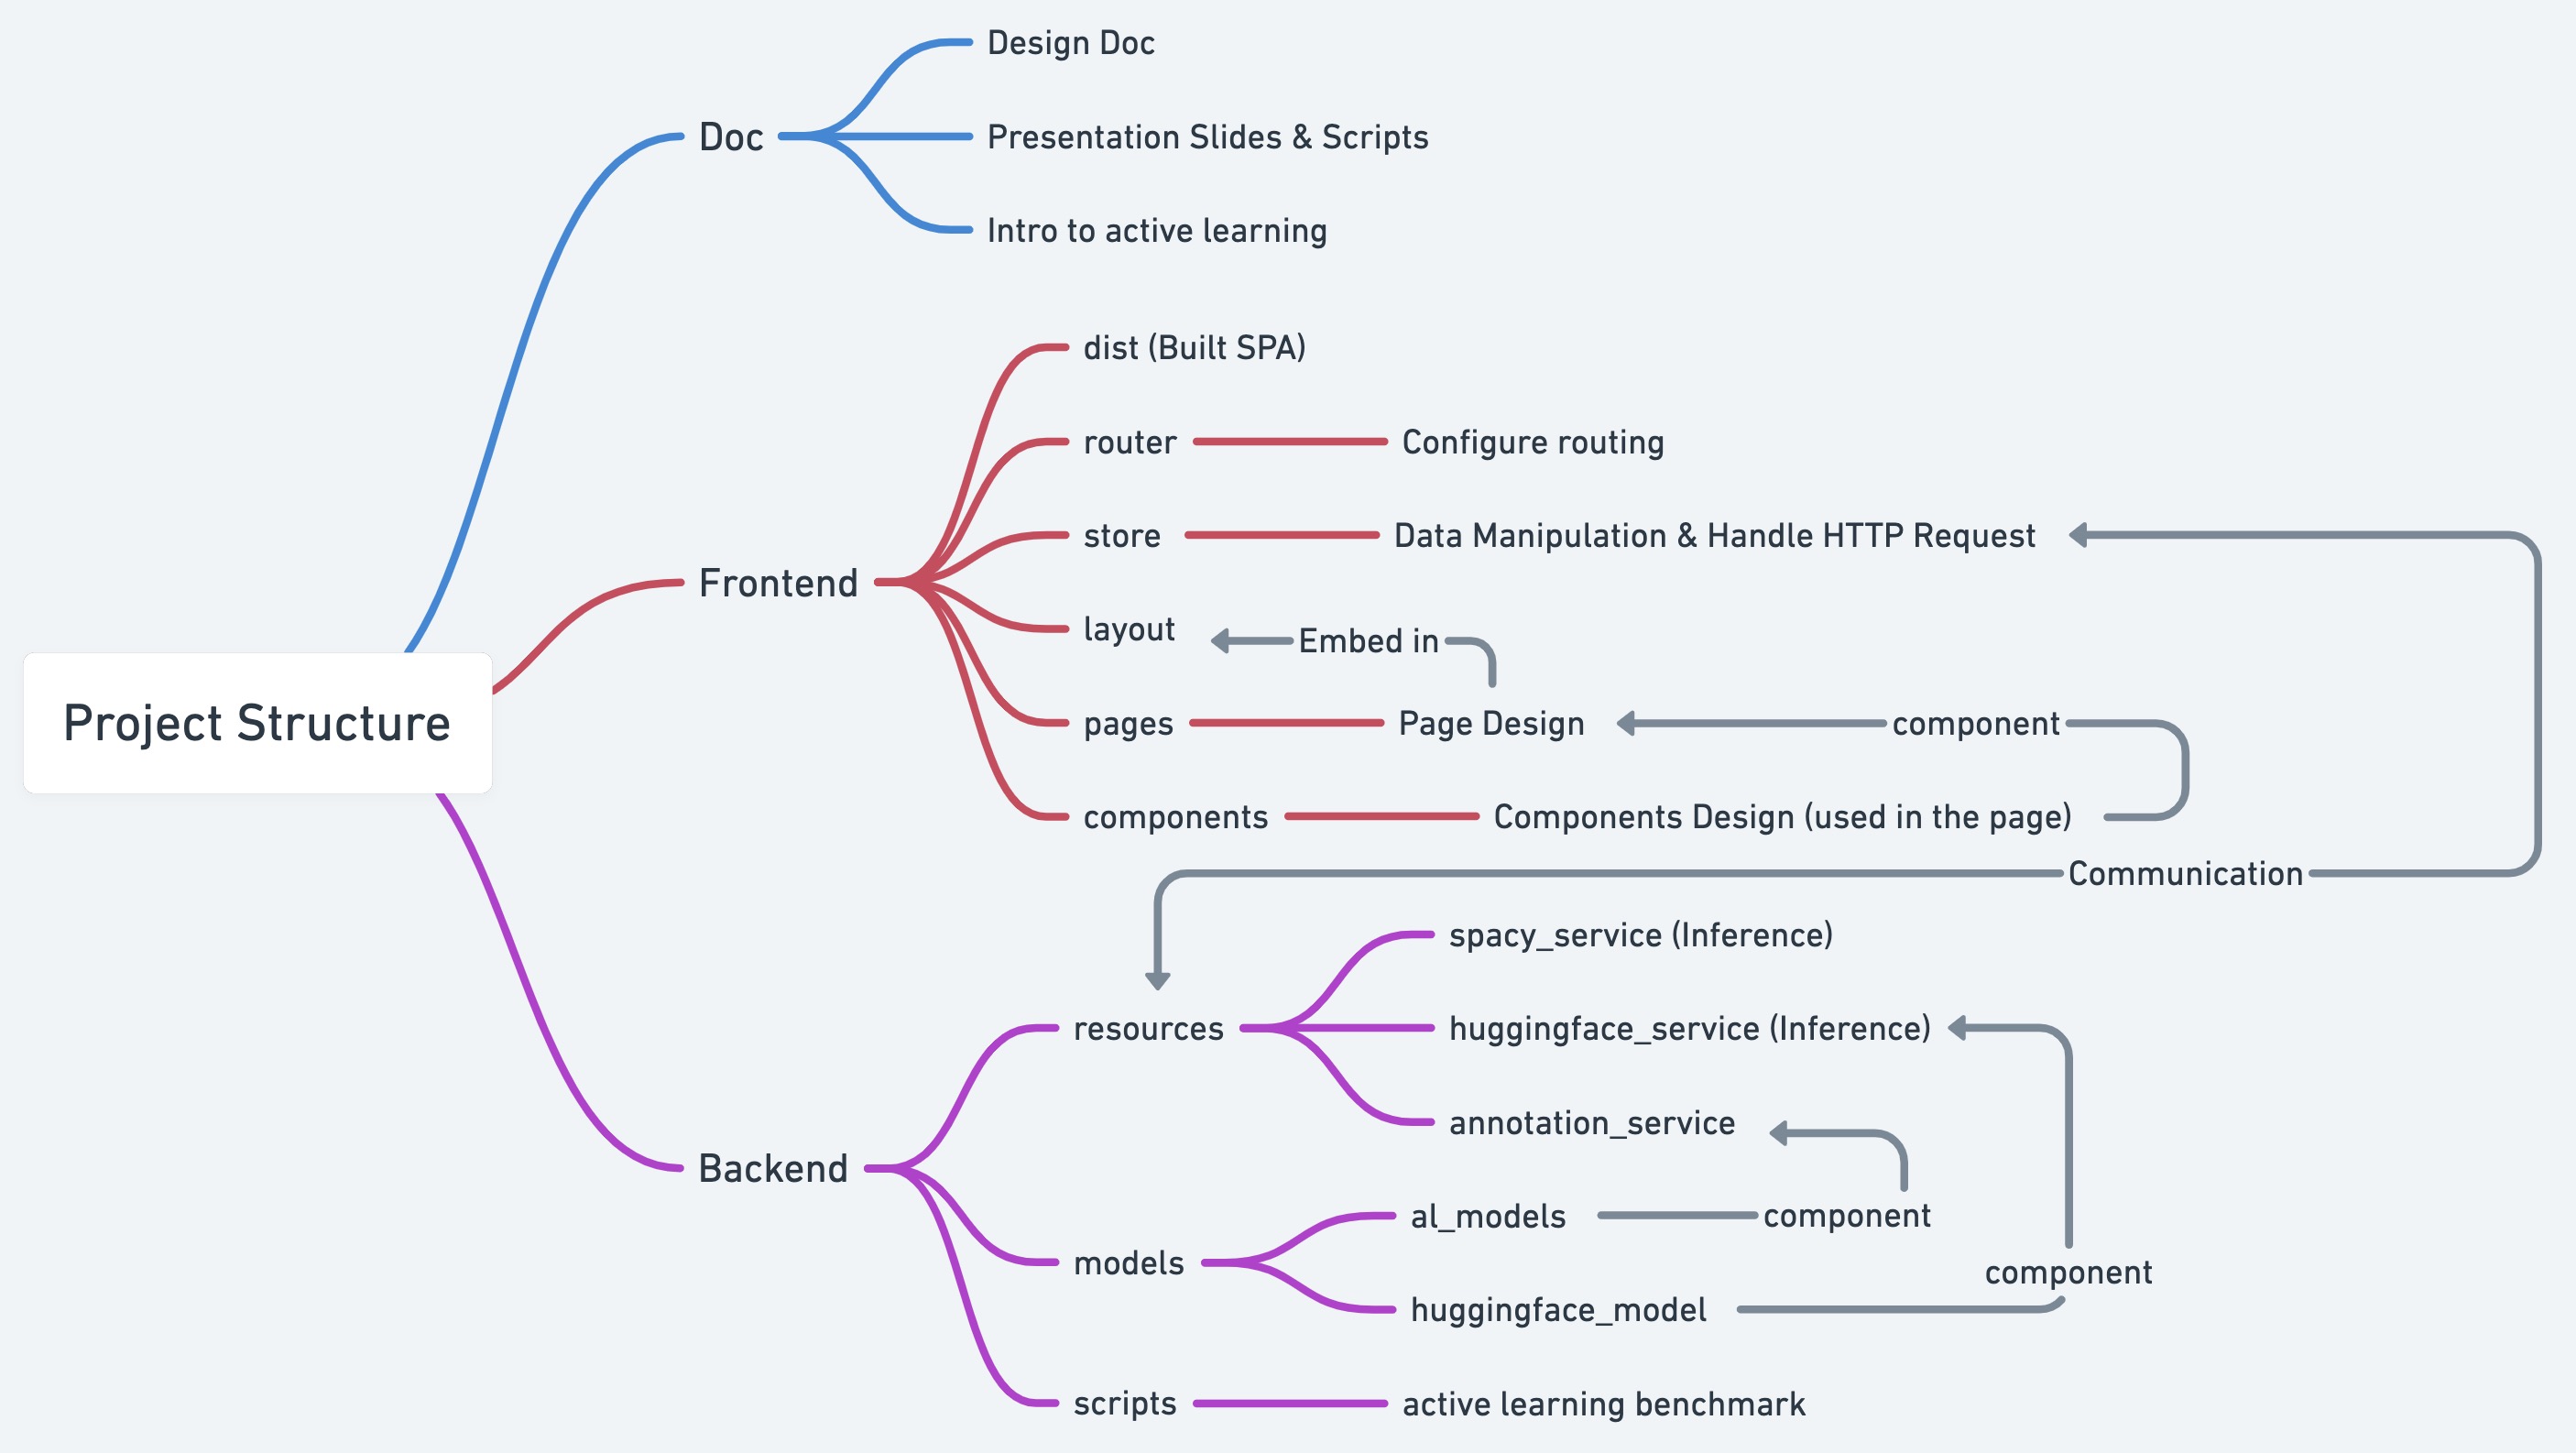 Design Doc
Doc
Presentation Slides & Scripts
Intro to active learning
dist (Built SPA)
router
Configure routing
store
Data Manipulation & Handle HTTP Request
Frontend
layout
Embed in
Project Structure
pages
Page Design
component
components
Components Design (used in the page)
Communication
spacy_service (Inference)
resources
huggingface_service (Inference)
annotation_service
Backend
al_models
component
models
component
huggingface_model
scripts
active learning benchmark